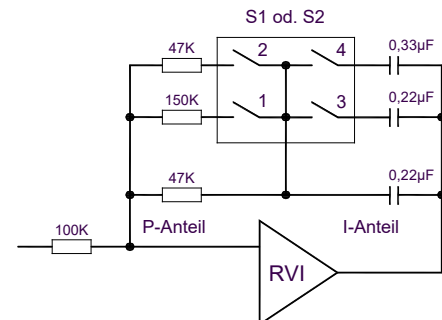 S1 od. S2
47K 2 4 0,33µF
150K 1 3 0,22µF
47K 0,22µF
100K P-Anteil I-Anteil
RVI